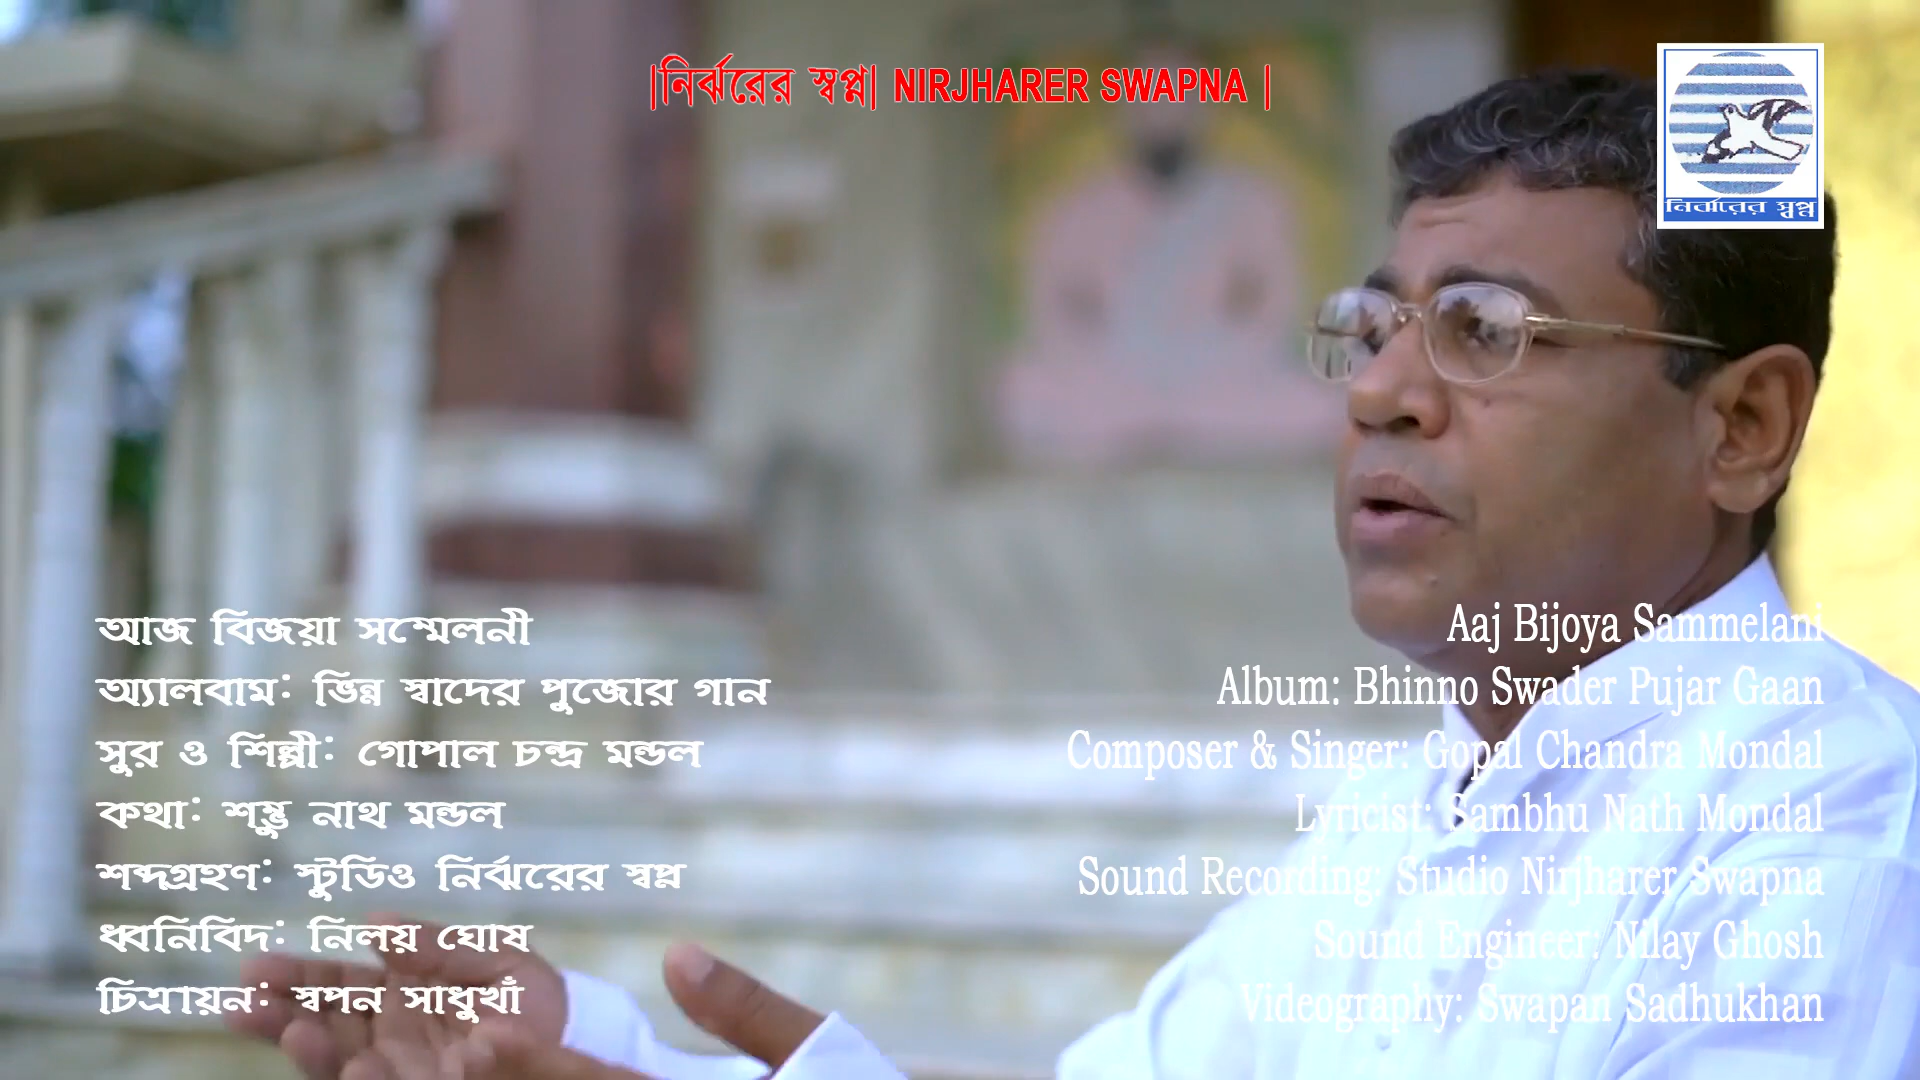 |নির্ঝরের স্বপ্ন| NIRJHARER SWAPNA |
নির্ঝরের স্বপ্ন
আজ বিজয়া সম্মেলনী
অ্যালবাম: ভিন্ন স্বাদের পুজোর গান
সুর ও শিল্পী: গোপাল চন্দ্র মন্ডল
কথা: শম্ভু নাথ মন্ডল
শব্দগ্রহণ: স্টুডিও নির্ঝরের স্বপ্ন
ধ্বনিবিদ: নিলয় ঘোষ
চিত্রায়ন: স্বপন সাধুখাঁ
Aaj Bijoya Sammelani
Album: Bhinno Swader Pujar Gaan
Composer & Singer: Gopal Chandra Mondal
Lyricist: Sambhu Nath Mondal
Sound Recording: Studio Nirjharer Swapna
Sound Engineer: Nilay Ghosh
Videography: Swapan Sadhukhan